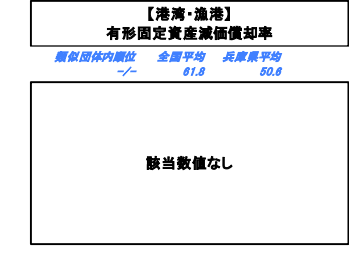 【港湾・漁港】
有形固定資産減価償却率
類似団体内順位 全国平均 兵庫県平均
-/- 61.8 50.6
該当数値なし